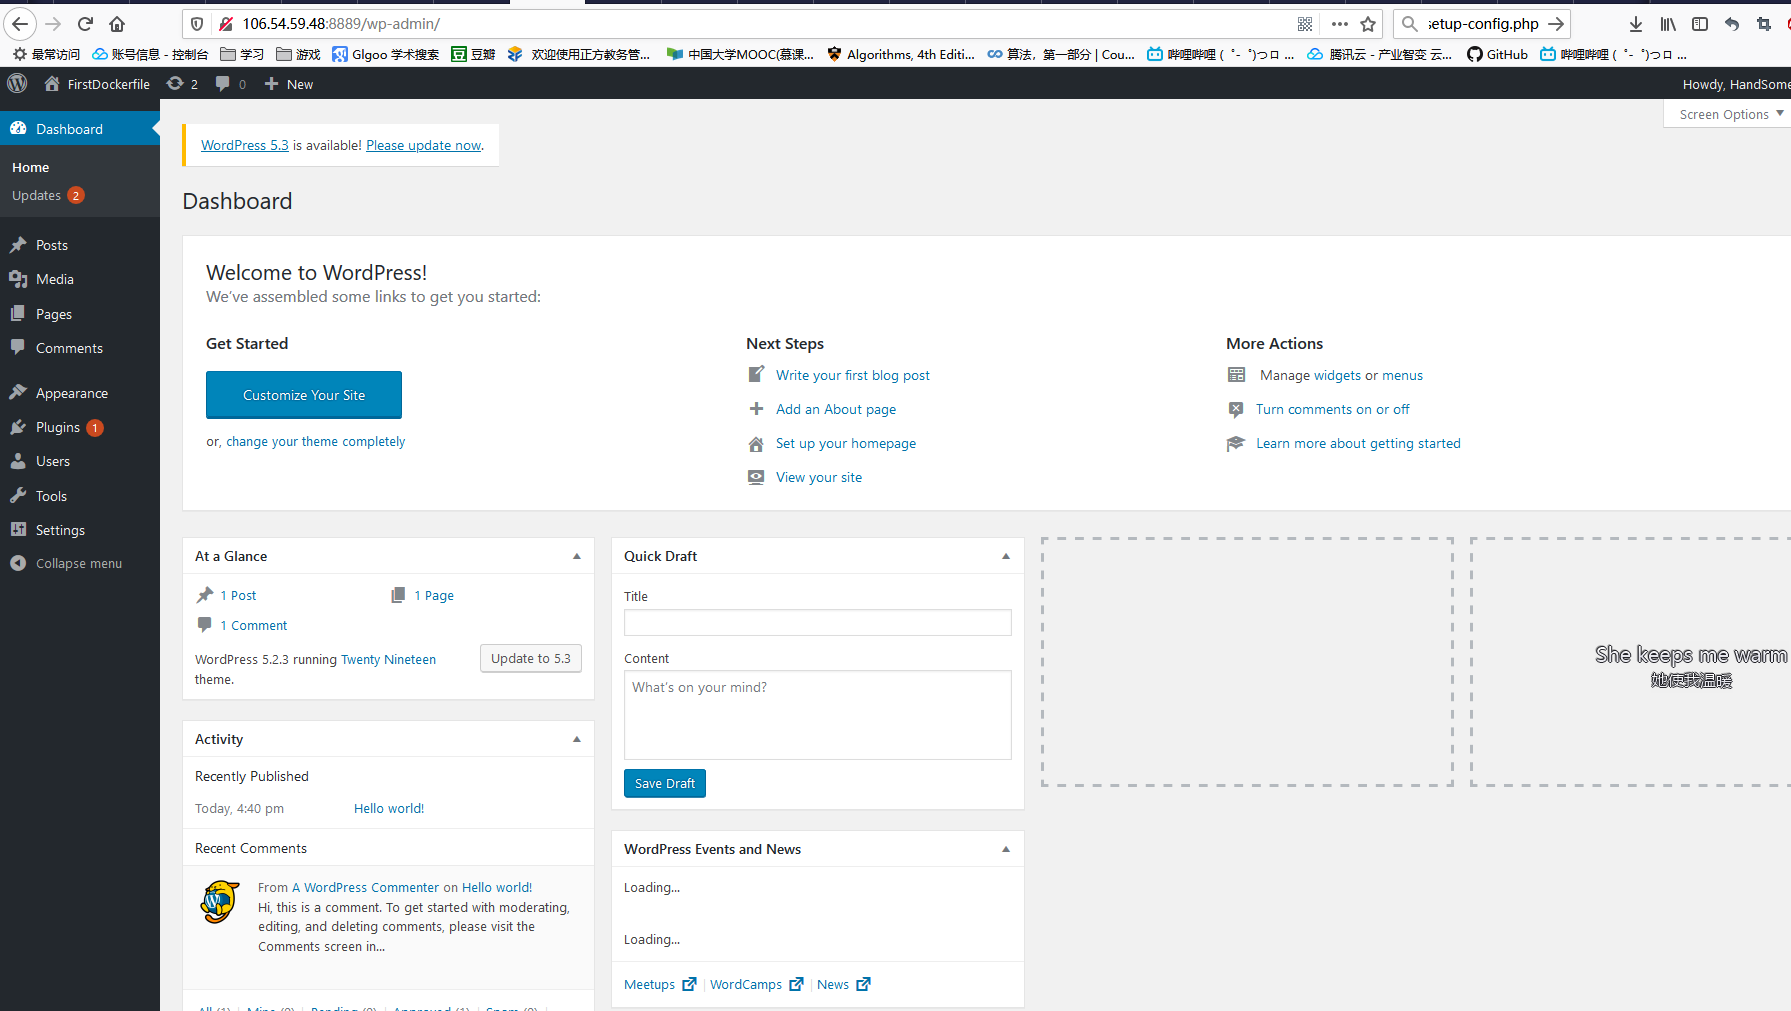 106.54.59.48:8889/wp-admin/
setup-config.php
最常访问 账号信息 - 控制台 学习 游戏 Glgoo 学术搜索 豆瓣 欢迎使用正方教务管... 中国大学MOOC(慕课... Algorithms, 4th Editi... 算法，第一部分 | Cou... 哔哩哔哩 ( ゜- ゜)つロ ... 腾讯云 - 产业智变 云... GitHub 哔哩哔哩 ( ゜- ゜)つロ ...
FirstDockerfile 2 0 New Howdy, HandSome
Screen Options
Dashboard
Home
Updates 2
Posts
Media
Pages
Comments
Appearance
Plugins 1
Users
Tools
Settings
Collapse menu
WordPress 5.3 is available! Please update now.
Dashboard
Welcome to WordPress!
We've assembled some links to get you started:
Get Started
Customize Your Site
or, change your theme completely
Next Steps
Write your first blog post
Add an About page
Set up your homepage
View your site
More Actions
Manage widgets or menus
Turn comments on or off
Learn more about getting started
At a Glance
1 Post 1 Page
1 Comment
WordPress 5.2.3 running Twenty Nineteen
theme.
Update to 5.3
Activity
Recently Published
Today, 4:40 pm Hello world!
Recent Comments
From A WordPress Commenter on Hello world!
Hi, this is a comment. To get started with moderating,
editing, and deleting comments, please visit the
Comments screen in...
All (1) | Mine (0) | Pending (0) | Approved (1) | Spam (0) |
Quick Draft
Title
Content
What's on your mind?
Save Draft
WordPress Events and News
Loading...
Loading...
Meetups | WordCamps | News
She keeps me warm
她使我温暖